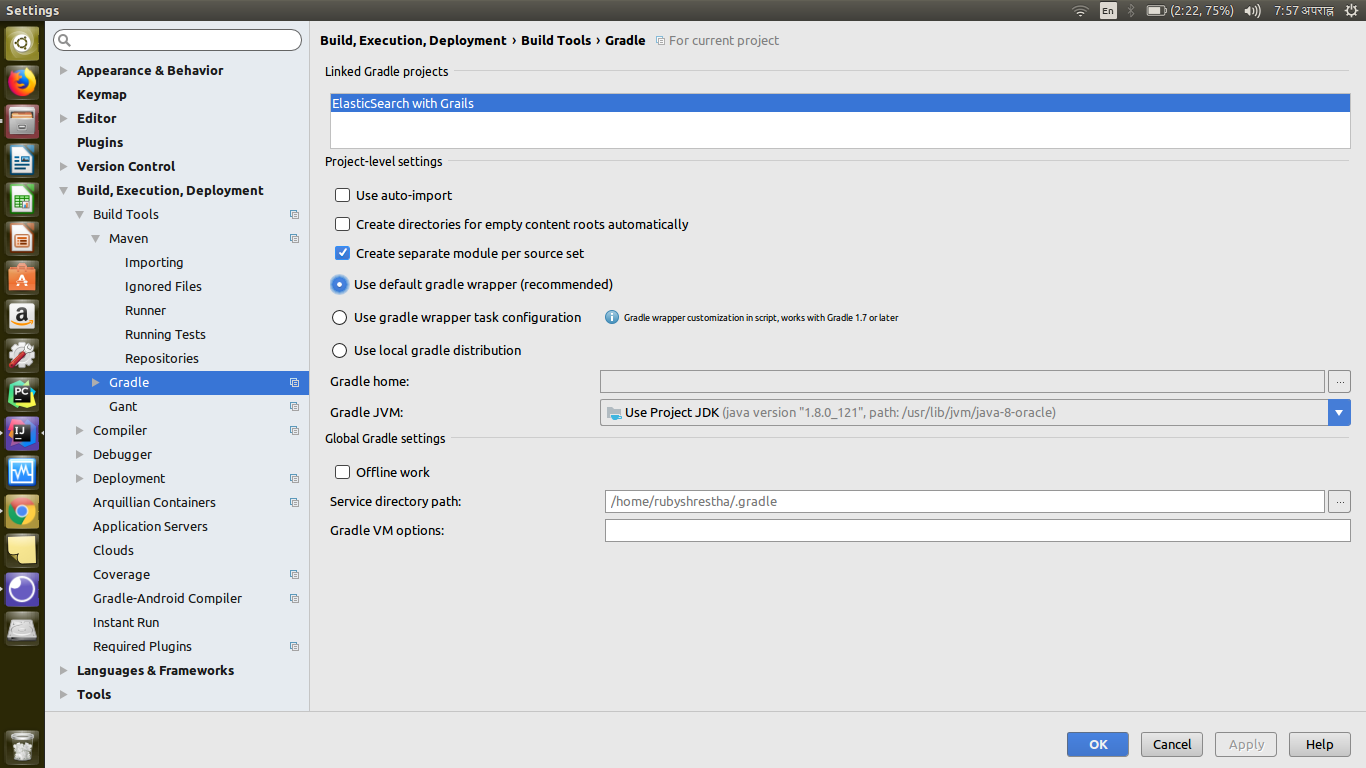 Settings
En
(2:22, 75%)
7:57 अपराह्न
Appearance & Behavior
Keymap
Editor
Plugins
Version Control
Build, Execution, Deployment
Build Tools
Maven
Importing
Ignored Files
Runner
Running Tests
Repositories
Gradle
Gant
Compiler
Debugger
Deployment
Arquillian Containers
Application Servers
Clouds
Coverage
Gradle-Android Compiler
Instant Run
Required Plugins
Languages & Frameworks
Tools
Build, Execution, Deployment › Build Tools › Gradle For current project
Linked Gradle projects
ElasticSearch with Grails
Project-level settings
Use auto-import
Create directories for empty content roots automatically
Create separate module per source set
Use default gradle wrapper (recommended)
Use gradle wrapper task configuration Gradle wrapper customization in script, works with Gradle 1.7 or later
Use local gradle distribution
Gradle home: ...
Gradle JVM: Use Project JDK (java version "1.8.0_121", path: /usr/lib/jvm/java-8-oracle)
Global Gradle settings
Offline work
Service directory path: /home/rubyshrestha/.gradle ...
Gradle VM options:
OK Cancel Apply Help
A
a
PC
IJ